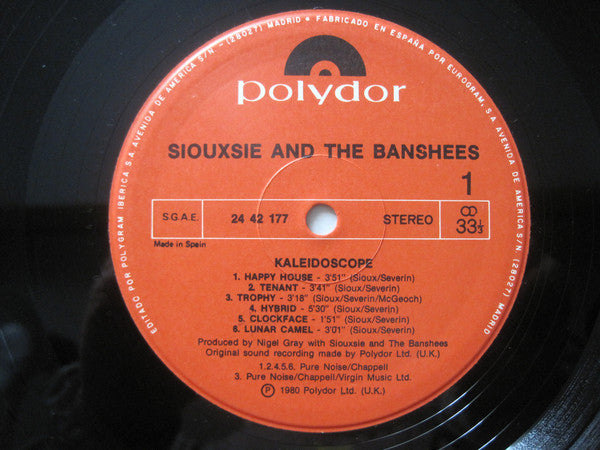 EDITADO POR POLYGRAM IBERICA S.A. AVENIDA DE AMERICA S/N - (28027) MADRID • FABRICADO EN ESPAÑA POR EUROGRAM, S.A. AVENIDA DE AMERICA S/N (28027) MADRID
polydor
SIOUXSIE AND THE BANSHEES
1
S.G.A.E.
24 42 177
STEREO
33⅓
Made in Spain
KALEIDOSCOPE
1. HAPPY HOUSE - 3'51" (Sioux/Severin)
2. TENANT - 3'41" (Sioux/Severin)
3. TROPHY - 3'18" (Sioux/Severin/McGeoch)
4. HYBRID - 5'30" (Sioux/Severin)
5. CLOCKFACE - 1'51" (Sioux/Severin)
6. LUNAR CAMEL - 3'01" (Sioux/Severin)
Produced by Nigel Gray with Siouxsie and The Banshees
Original sound recording made by Polydor Ltd. (U.K.)
1.2.4.5.6. Pure Noise/Chappell
3. Pure Noise/Chappell/Virgin Music Ltd.
Ⓟ 1980 Polydor Ltd. (U.K.)